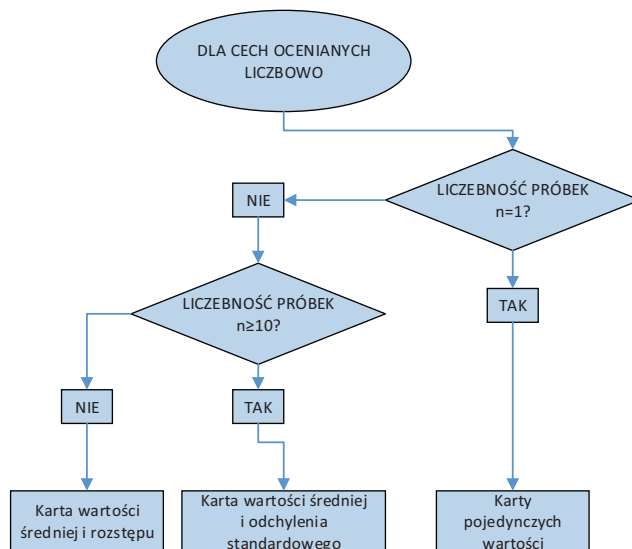 DLA CECH OCENIANYCH
LICZBOWO
LICZEBNOŚĆ PRÓBEK
n=1?
NIE
LICZEBNOŚĆ PRÓBEK
n≥10?
TAK
NIE
TAK
Karta wartości
średniej i rozstępu
Karta wartości średniej
i odchylenia
standardowego
Karty
pojedynczych
wartości